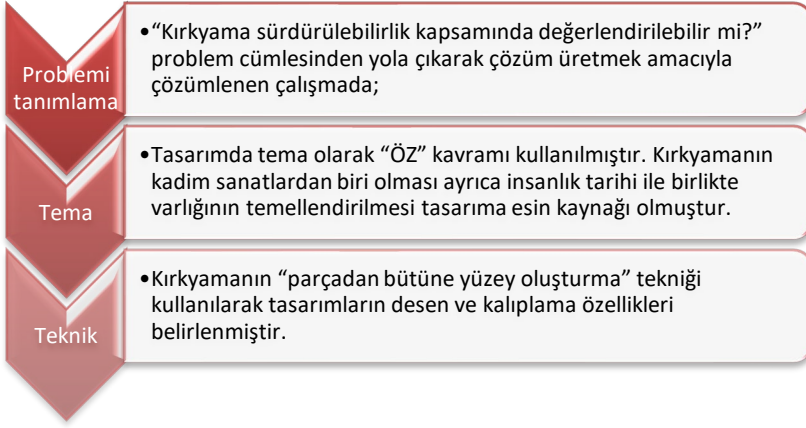 Problemi
tanımlama
•“Kırkyama sürdürülebilirlik kapsamında değerlendirilebilir mi?”
problem cümlesinden yola çıkarak çözüm üretmek amacıyla
çözümlenen çalışmada;
Tema
•Tasarımda tema olarak “ÖZ” kavramı kullanılmıştır. Kırkyamanın
kadim sanatlardan biri olması ayrıca insanlık tarihi ile birlikte
varlığının temellendirilmesi tasarıma esin kaynağı olmuştur.
Teknik
•Kırkyamanın “parçadan bütüne yüzey oluşturma” tekniği
kullanılarak tasarımların desen ve kalıplama özellikleri
belirlenmiştir.